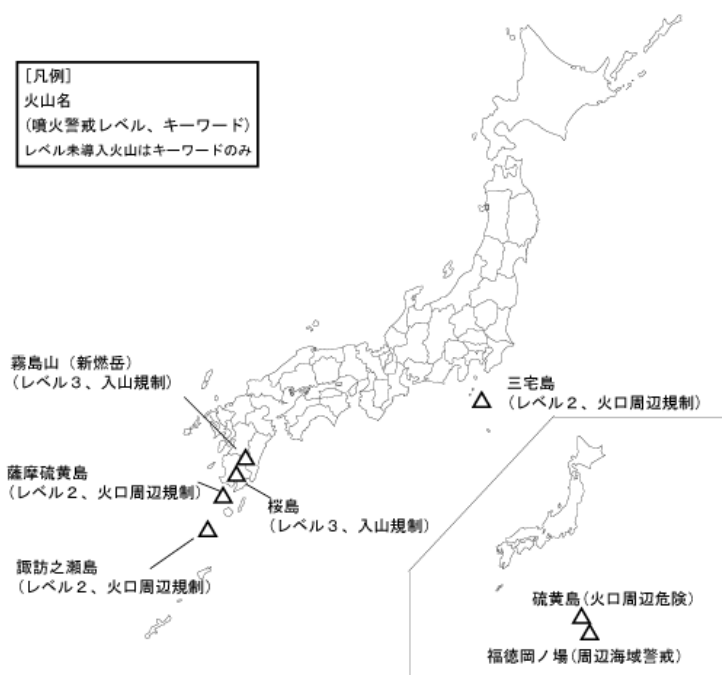 ［凡例］
火山名
（噴火警戒レベル、キーワード）
レベル未導入火山はキーワードのみ
霧島山（新燃岳）
（レベル３、入山規制）
三宅島
（レベル２、火口周辺規制）
薩摩硫黄島
（レベル２、火口周辺規制）
桜島
（レベル３、入山規制）
諏訪之瀬島
（レベル２、火口周辺規制）
硫黄島（火口周辺危険）
福徳岡ノ場（周辺海域警戒）